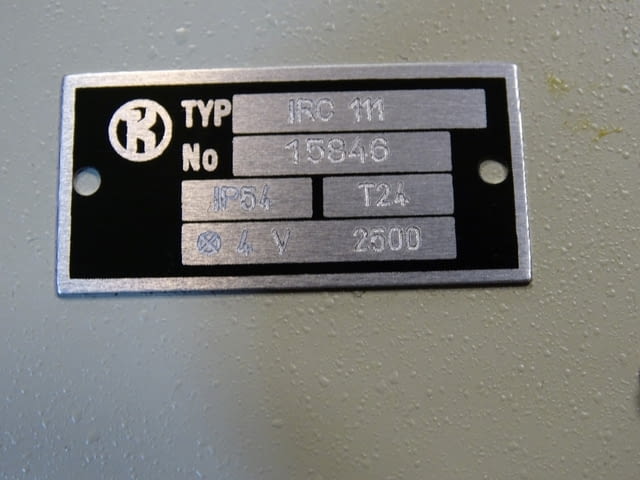 K
TYP IRC 111
No 15846
IP54 T24
⊗ 4 V 2500